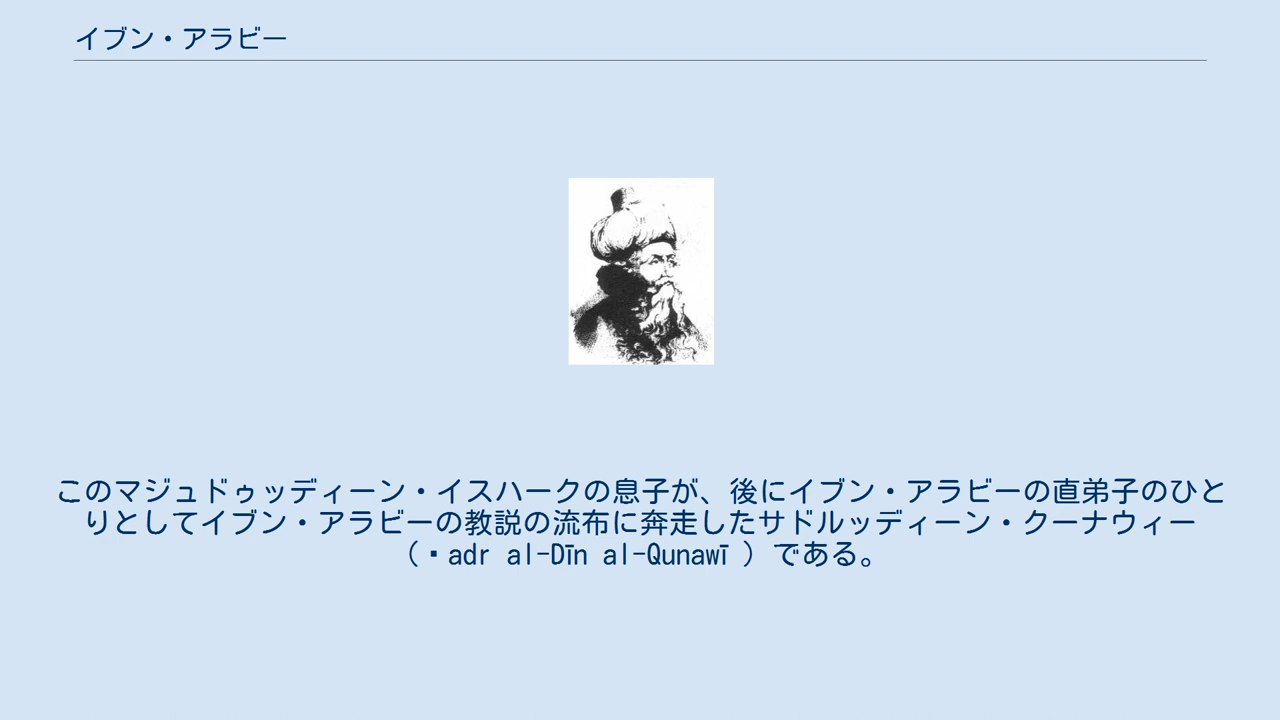 イブン・アラビー
このマジュドゥッディーン・イスハークの息子が、後にイブン・アラビーの直弟子のひと
りとしてイブン・アラビーの教説の流布に奔走したサドルッディーン・クーナウィー
（▪adr al-Dīn al-Qunawī ）である。